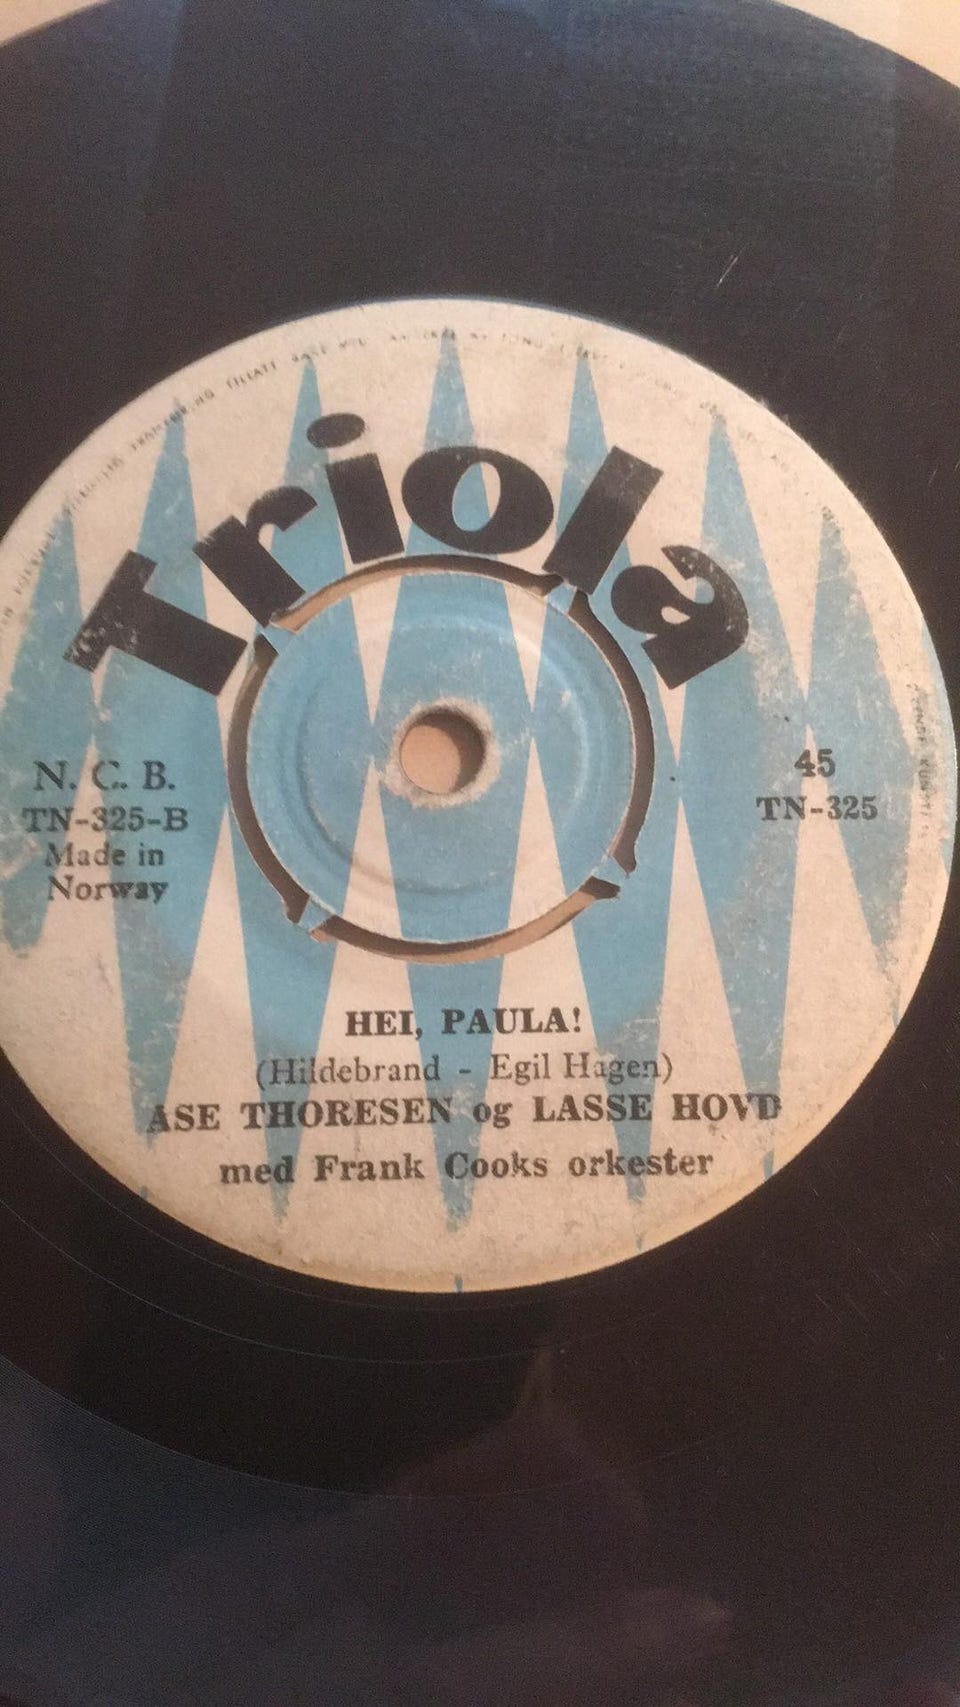 TILLATT
Triola
N. C. B.
TN-325-B
Made in
Norway
45
TN-325
HEI, PAULA!
(Hildebrand - Egil Hagen)
ASE THORESEN og LASSE HOVD
med Frank Cooks orkester